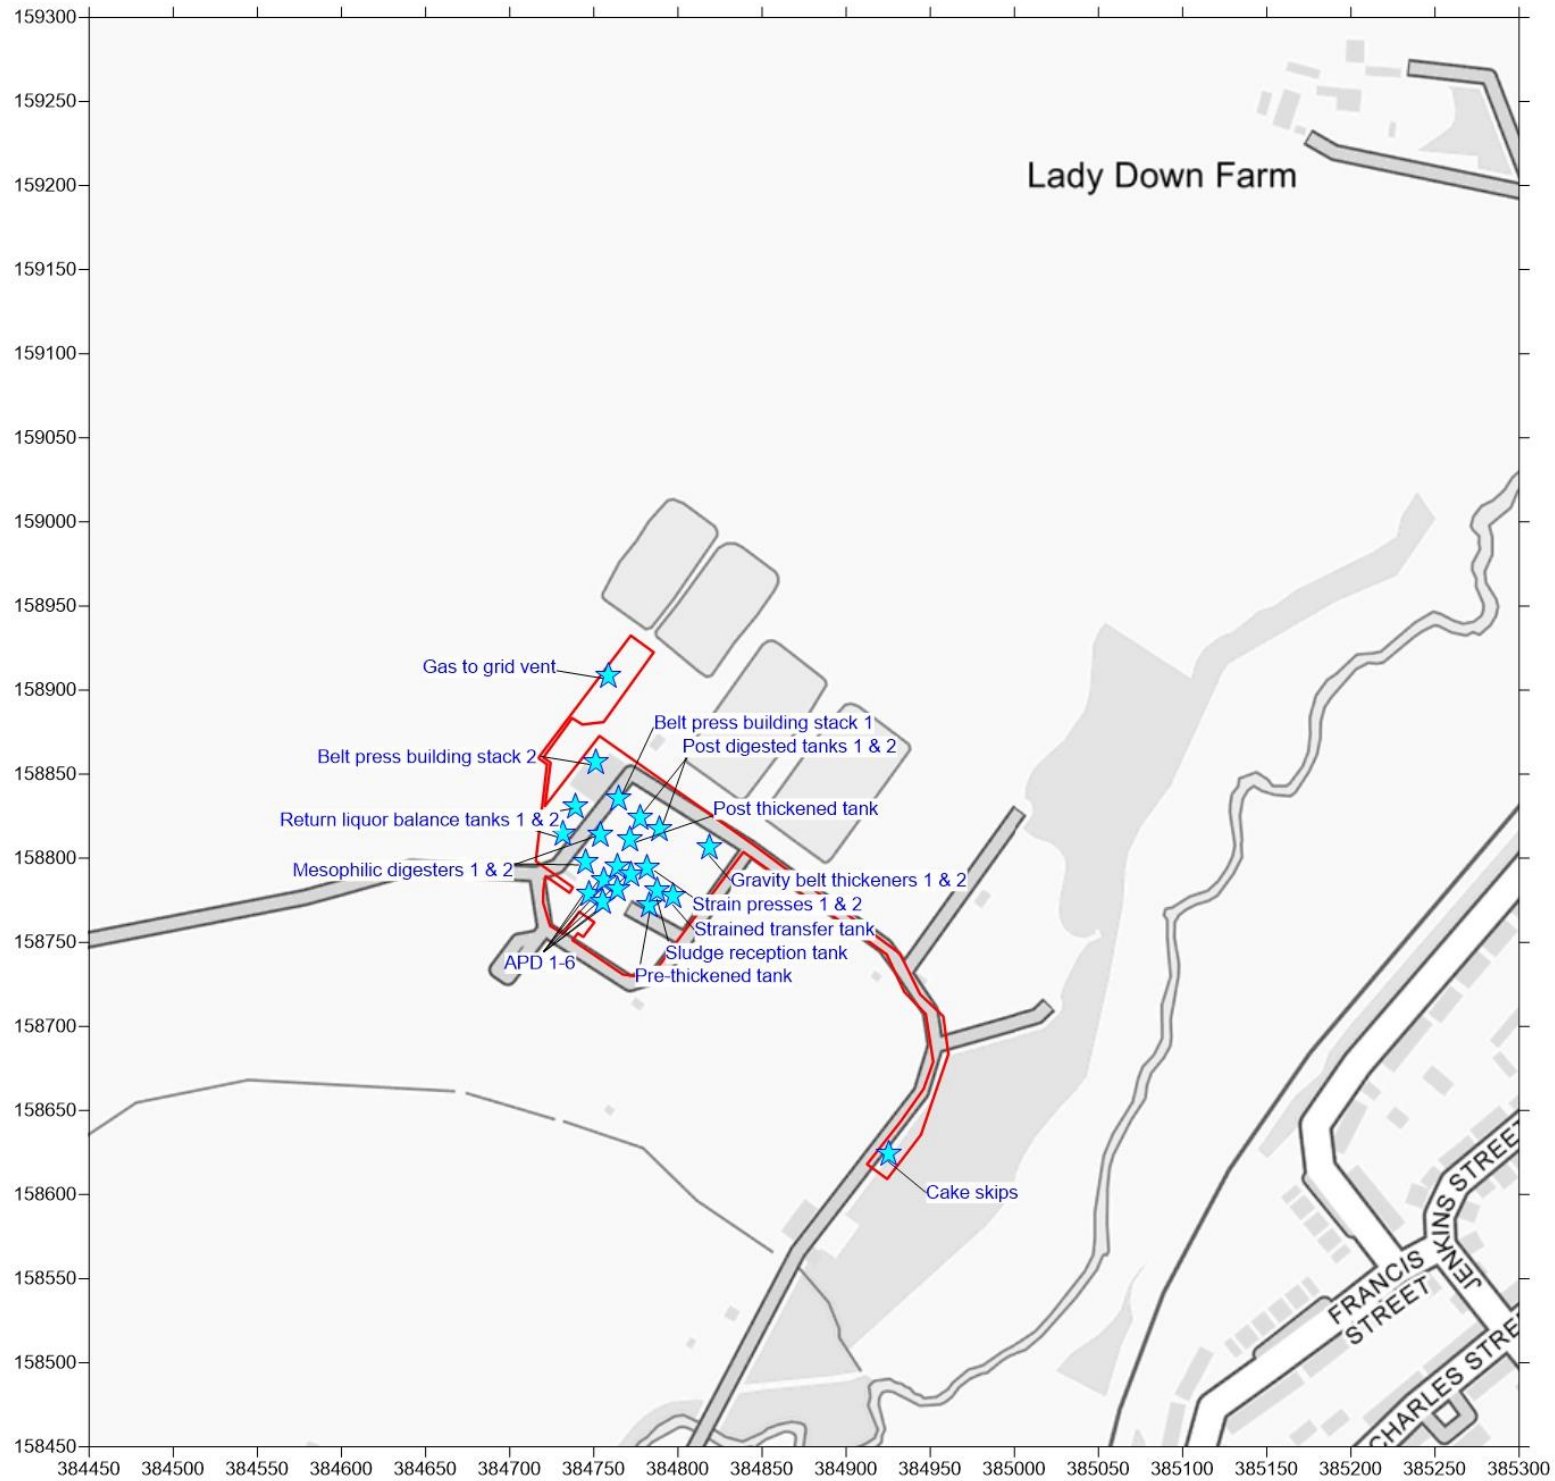 159300
159250
159200
159150
159100
159050
159000
158950
158900
158850
158800
158750
158700
158650
158600
158550
158500
158450
Lady Down Farm
Gas to grid vent
Belt press building stack 1
Post digested tanks 1 & 2
Belt press building stack 2
Post thickened tank
Return liquor balance tanks 1 & 2
Mesophilic digesters 1 & 2
Gravity belt thickeners 1 & 2
Strain presses 1 & 2
Strained transfer tank
Sludge reception tank
APD 1-6
Pre-thickened tank
Cake skips
JENKINS STREET
JENKIN
FRANCIS
STREET
CHARLES STRE
384450 384500 384550 384600 384650 384700 384750 384800 384850 384900 384950 385000 385050 385100 385150 385200 385250 385300